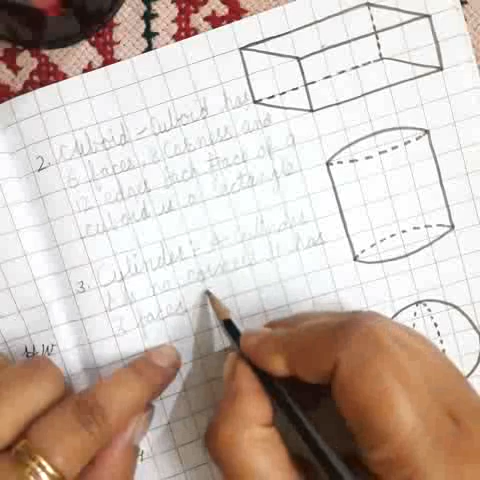 2. Cuboid - Cuboid has
6 faces, 8 corners and
12 edges Each face of a
cuboid is a rectangle
3. Cylinder :- A cylinder
has no corners It has
3 faces
H.W